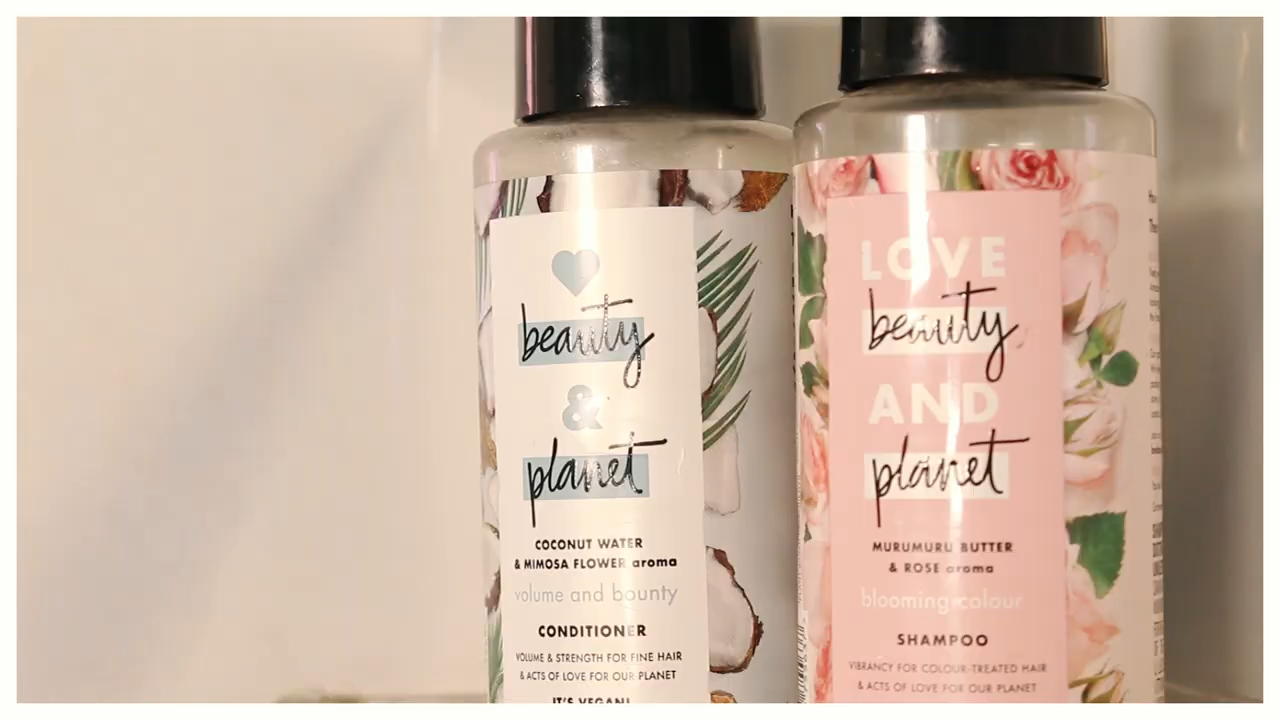 beauty
&
planet
COCONUT WATER
& MIMOSA FLOWER aroma
volume and bounty
CONDITIONER
VOLUME & STRENGTH FOR FINE HAIR
& ACTS OF LOVE FOR OUR PLANET
IT'S VEGAN!
LOVE
beauty
AND
planet
MURUMURU BUTTER
& ROSE aroma
blooming colour
SHAMPOO
VIBRANCY FOR COLOUR-TREATED HAIR
& ACTS OF LOVE FOR OUR PLANET